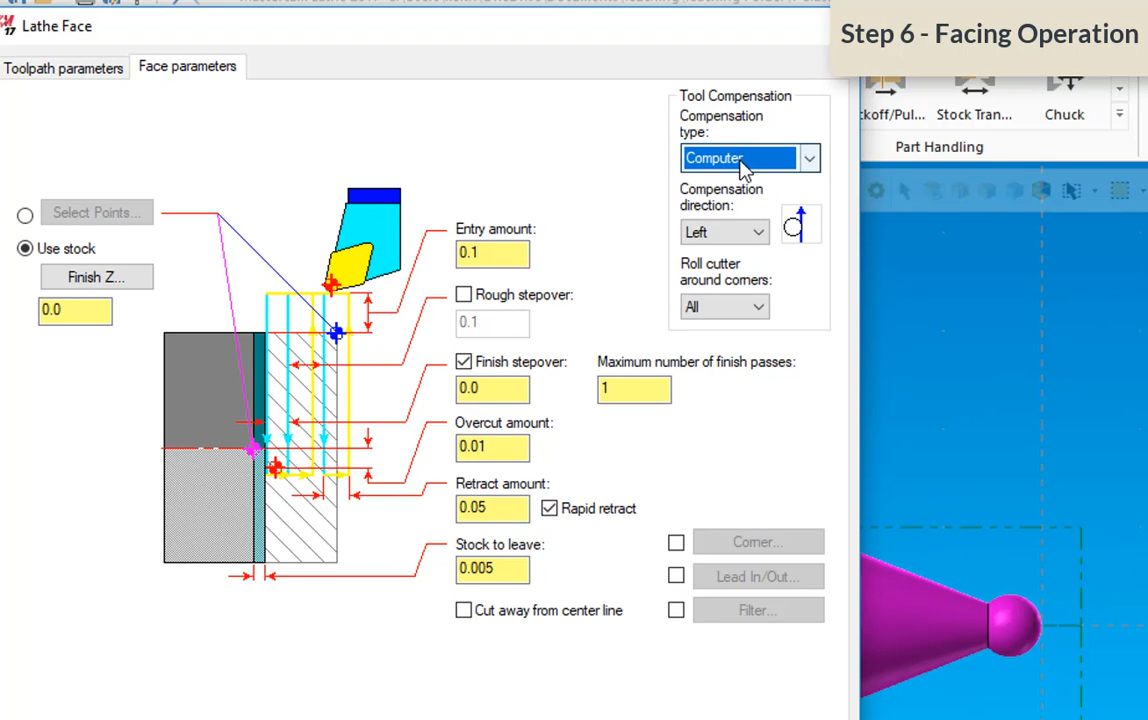 Step 6 - Facing Operation
17
Lathe Face
Toolpath parameters
Face parameters
Tool Compensation
Compensation
type:
Computer
Compensation
direction:
Left
Roll cutter
around corners:
All
Select Points...
Use stock
Finish Z...
0.0
Entry amount:
0.1
Rough stepover:
0.1
Finish stepover:
0.0
Maximum number of finish passes:
1
Overcut amount:
0.01
Retract amount:
0.05
Rapid retract
Stock to leave:
0.005
Cut away from center line
Corner...
Lead In/Out...
Filter...
ckoff/Pul...
Stock Tran...
Chuck
Part Handling